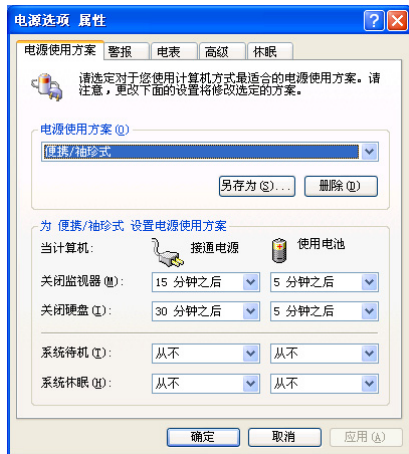 电源选项 属性
电源使用方案 警报 电表 高级 休眠
请选定对于您使用计算机方式最适合的电源使用方案。请
注意，更改下面的设置将修改选定的方案。
电源使用方案(O)
便携/袖珍式
另存为(S)... 删除(D)
为 便携/袖珍式 设置电源使用方案
当计算机: 接通电源 使用电池
关闭监视器(M): 15 分钟之后 5 分钟之后
关闭硬盘(I): 30 分钟之后 5 分钟之后
系统待机(T): 从不 从不
系统休眠(H): 从不 从不
确定 取消 应用(A)